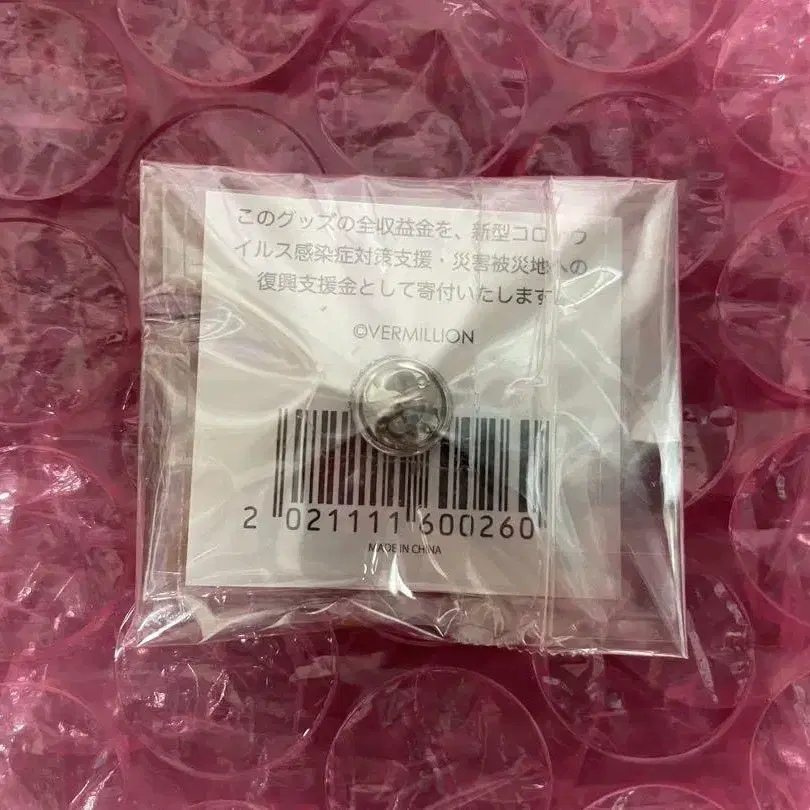 このグッズの全収益金を、新型コロナウ
イルス感染症対策支援・災害被災地への
復興支援金として寄付いたします。
©VERMILLION
2 021111 600260
MADE IN CHINA